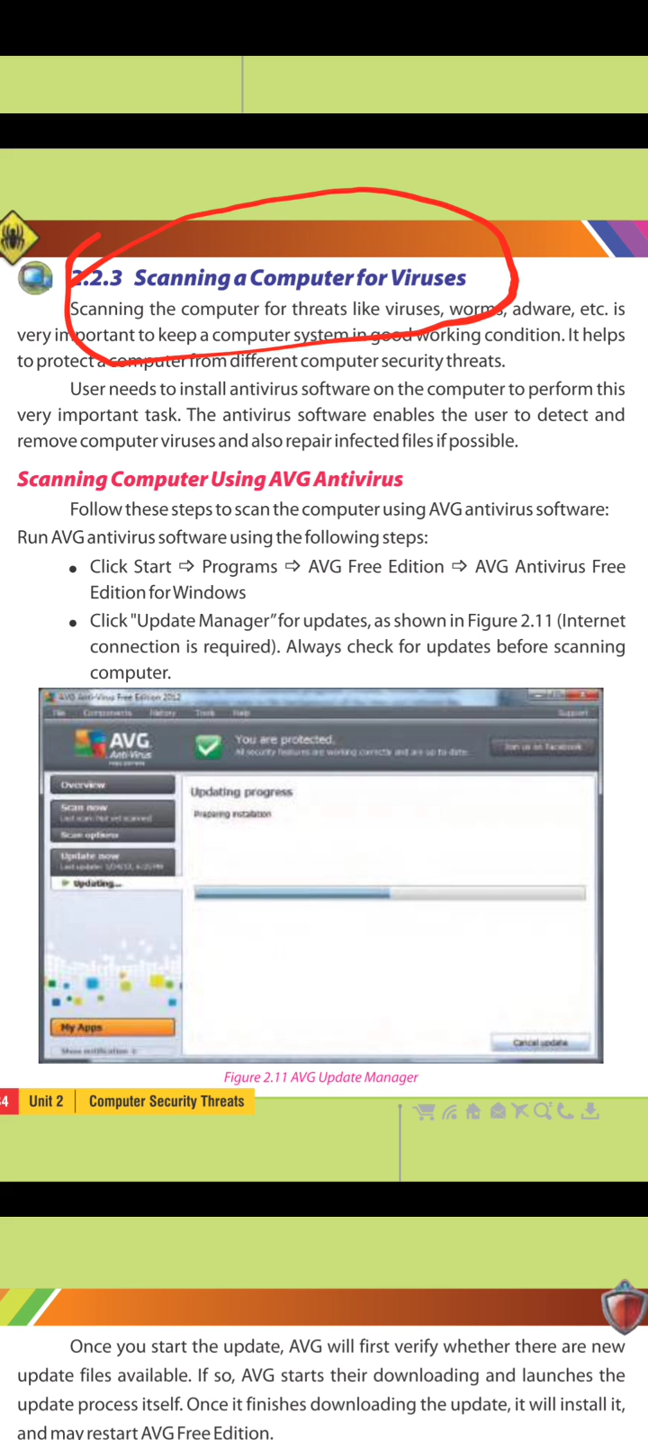 2.2.3 Scanning a Computer for Viruses
Scanning the computer for threats like viruses, worms, adware, etc. is
very important to keep a computer system in good working condition. It helps
to protect a computer from different computer security threats.
User needs to install antivirus software on the computer to perform this
very important task. The antivirus software enables the user to detect and
remove computer viruses and also repair infected files if possible.
Scanning Computer Using AVG Antivirus
Follow these steps to scan the computer using AVG antivirus software:
Run AVG antivirus software using the following steps:
• Click Start ⇨ Programs ⇨ AVG Free Edition ⇨ AVG Antivirus Free
Edition for Windows
• Click "Update Manager" for updates, as shown in Figure 2.11 (Internet
connection is required). Always check for updates before scanning
computer.
AVG Anti-Virus Free Edition 2012
File Components History Tools Help Support
AVG
Anti-Virus
FREE EDITION
You are protected.
All security features are working correctly and are up to date.
Join us on Facebook
Overview
Scan now
Last scan: Not yet scanned
Scan options
Update now
Last update:
Updating...
Updating progress
Preparing installation
My Apps
Show notification
Cancel update
Figure 2.11 AVG Update Manager
34 Unit 2 | Computer Security Threats
Once you start the update, AVG will first verify whether there are new
update files available. If so, AVG starts their downloading and launches the
update process itself. Once it finishes downloading the update, it will install it,
and may restart AVG Free Edition.